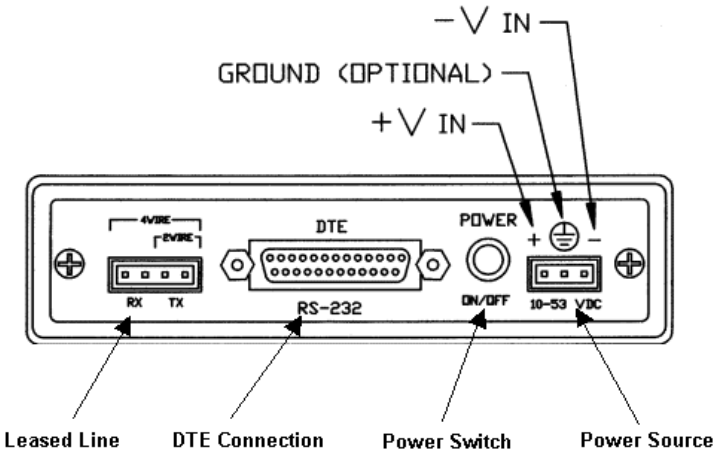 -V IN
GROUND (OPTIONAL)
+V IN
4WIRE
2WIRE
DTE
POWER
+ -
RX TX
RS-232
ON/OFF
10-53 VDC
Leased Line
DTE Connection
Power Switch
Power Source